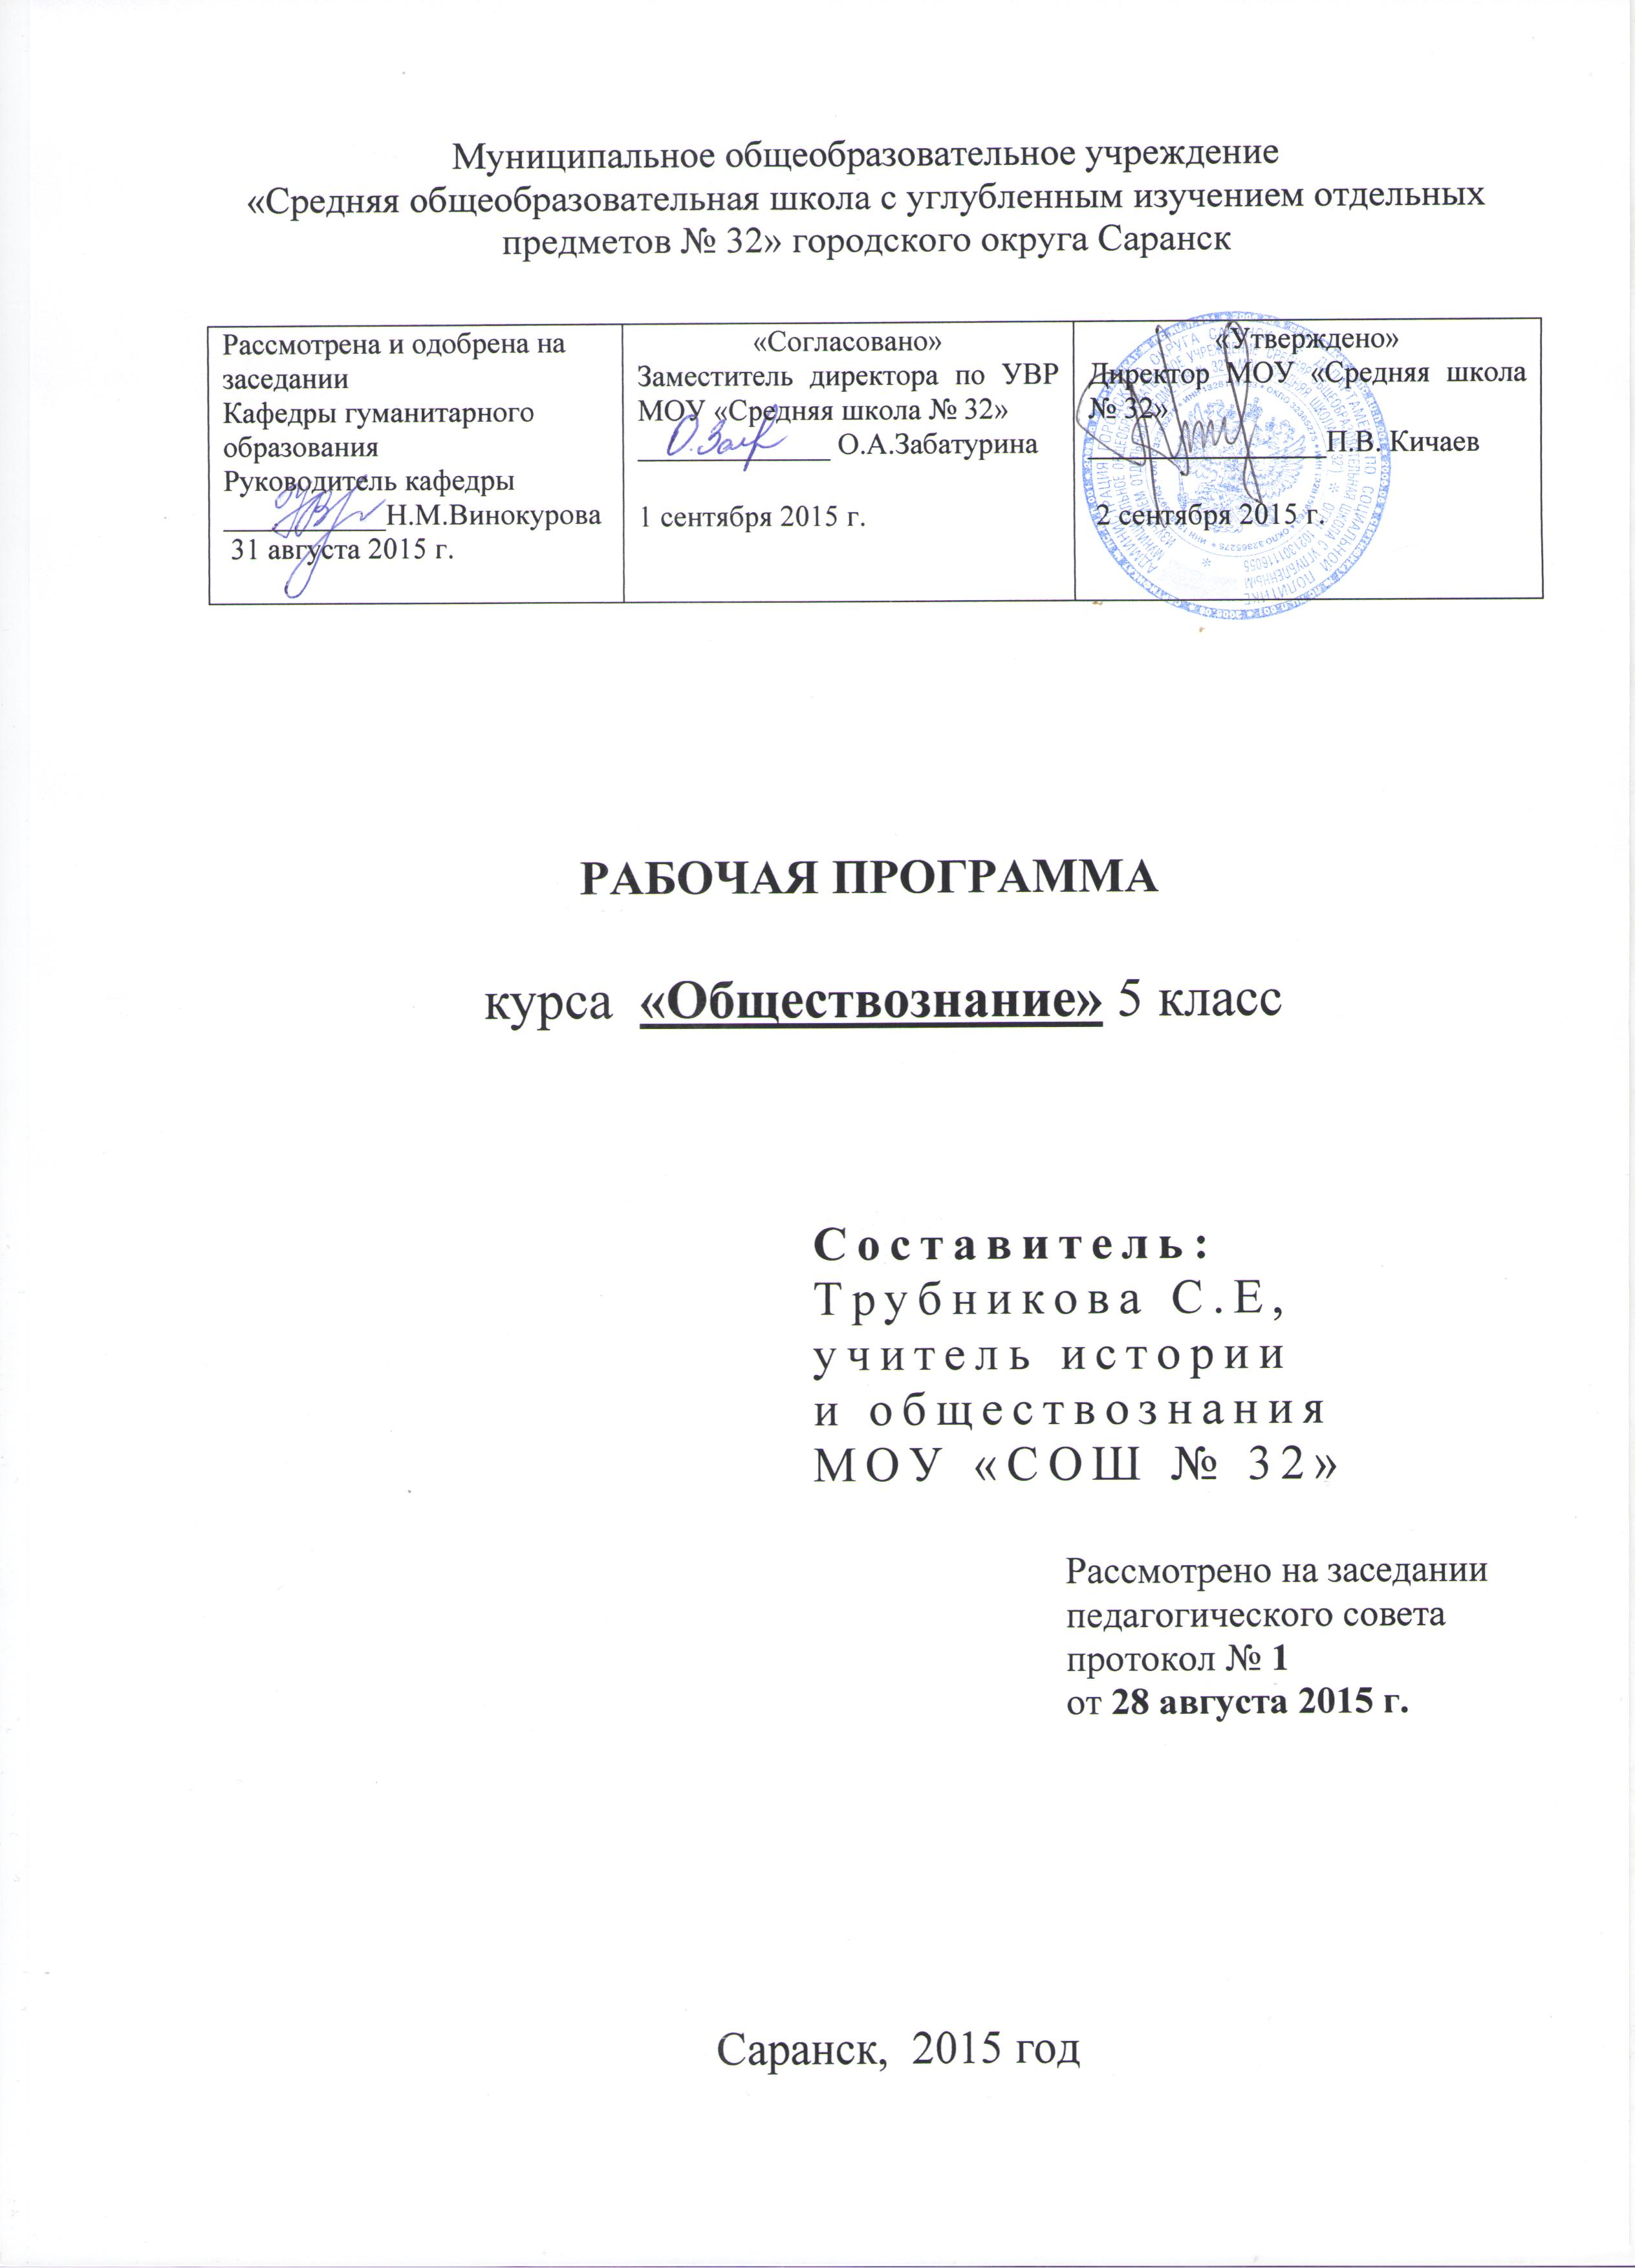 Муниципальное общеобразовательное учреждение
«Средняя общеобразовательная школа с углубленным изучением отдельных
предметов № 32» городского округа Саранск
Рассмотрена и одобрена на
заседании
Кафедры гуманитарного
образования
Руководитель кафедры
____________Н.М.Винокурова
31 августа 2015 г.
«Согласовано»
Заместитель директора по УВР
МОУ «Средняя школа № 32»
______________ О.А.Забатурина
1 сентября 2015 г.
«Утверждено»
Директор МОУ «Средняя школа
№ 32»
_________________П.В. Кичаев
2 сентября 2015 г.
РАБОЧАЯ ПРОГРАММА
курса «Обществознание» 5 класс
Составитель:
Трубникова С.Е,
учитель истории
и обществознания
МОУ «СОШ № 32»
Рассмотрено на заседании
педагогического совета
протокол № 1
от 28 августа 2015 г.
Саранск, 2015 год